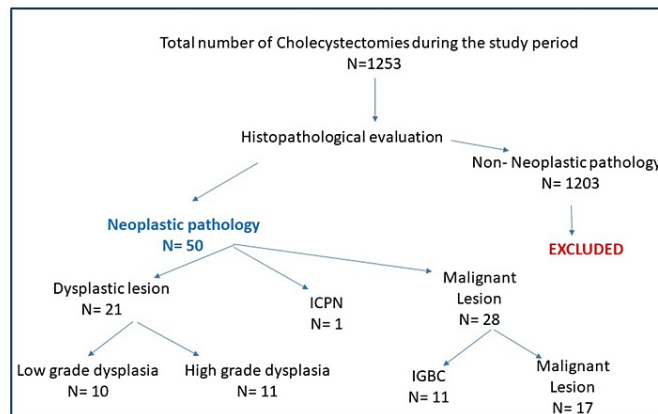 Total number of Cholecystectomies during the study period
N=1253
Histopathological evaluation
Non- Neoplastic pathology
N= 1203
Neoplastic pathology
N= 50
EXCLUDED
Dysplastic lesion
N= 21
ICPN
N= 1
Malignant
Lesion
N= 28
Low grade dysplasia
N= 10
High grade dysplasia
N= 11
IGBC
N= 11
Malignant
Lesion
N= 17